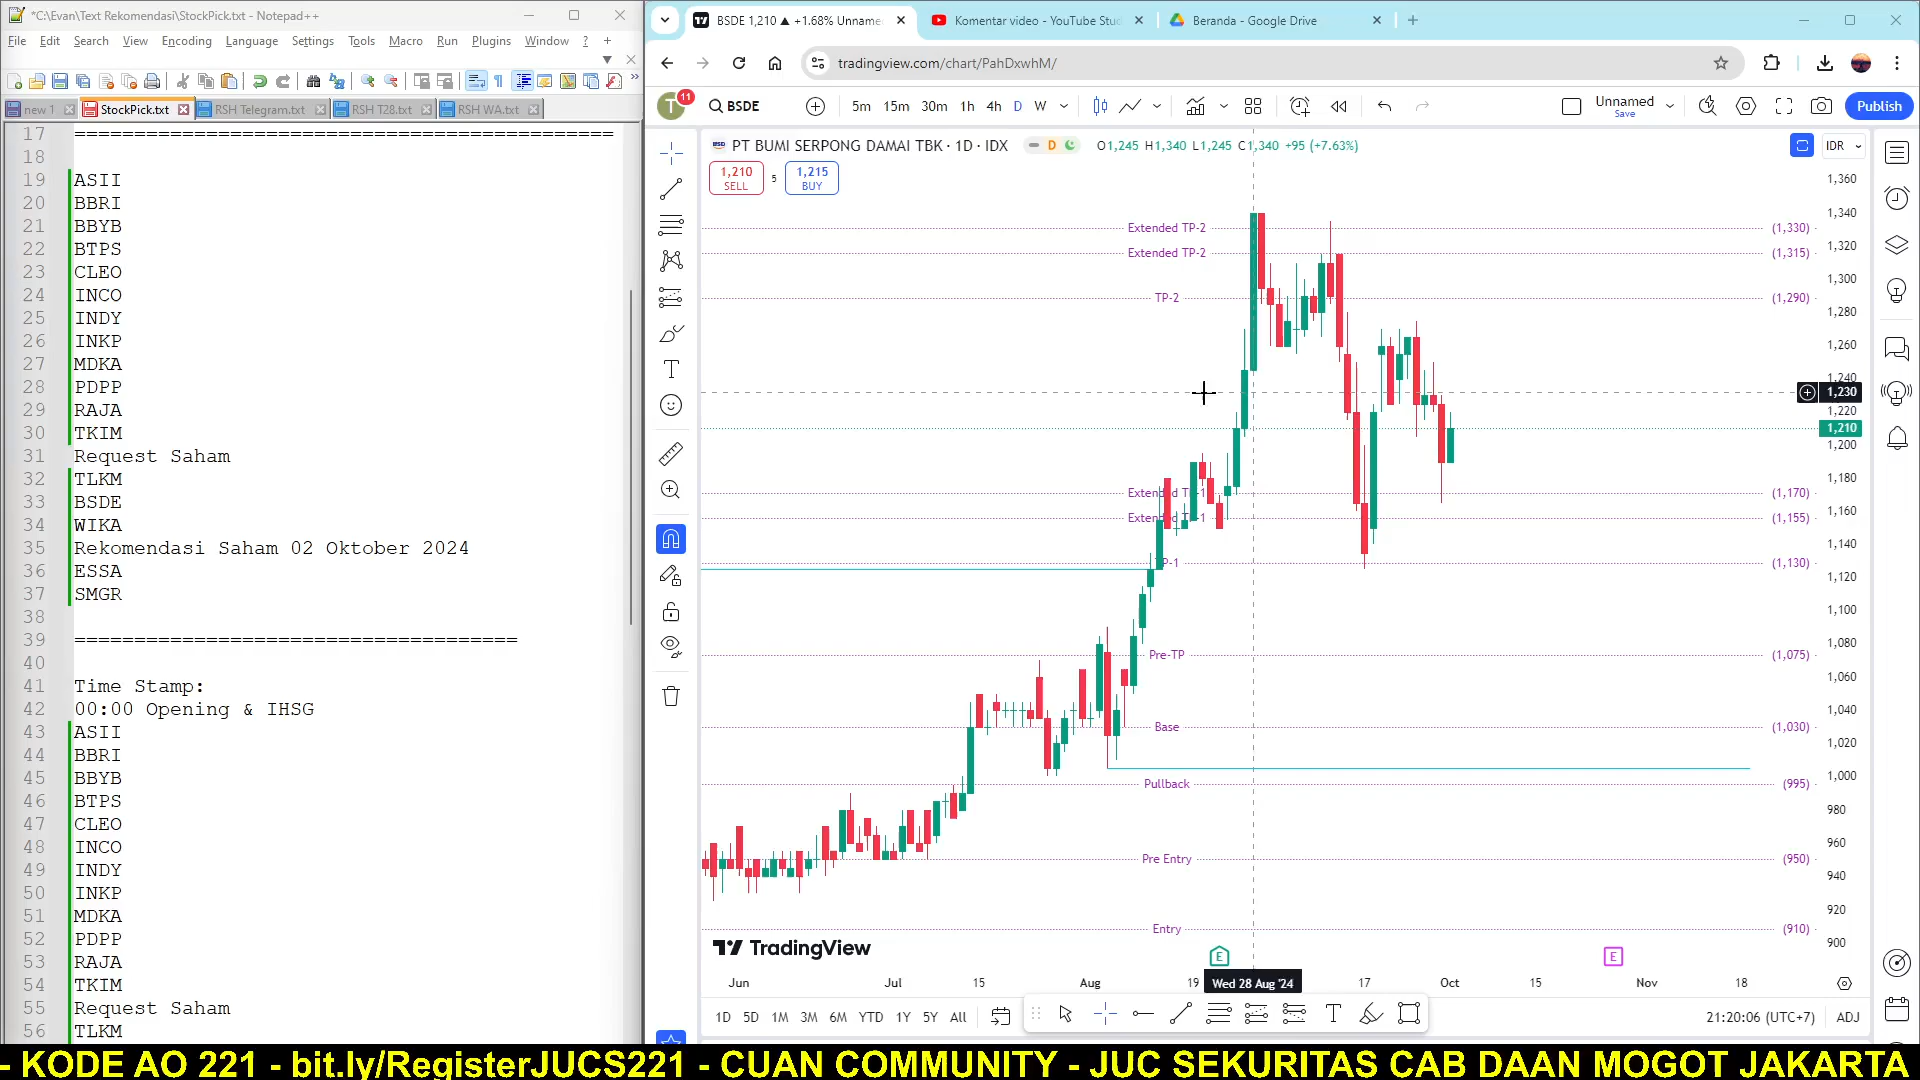 *C:\Evan\Text Rekomendasi\StockPick.txt - Notepad++
File Edit Search View Encoding Language Settings Tools Macro Run Plugins Window ? +
new 1 StockPick.txt RSH Telegram.txt RSH T28.txt RSH WA.txt
17 =============================================
18
19 ASII
20 BBRI
21 BBYB
22 BTPS
23 CLEO
24 INCO
25 INDY
26 INKP
27 MDKA
28 PDPP
29 RAJA
30 TKIM
31 Request Saham
32 TLKM
33 BSDE
34 WIKA
35 Rekomendasi Saham 02 Oktober 2024
36 ESSA
37 SMGR
38
39 =====================================
40
41 Time Stamp:
42 00:00 Opening & IHSG
43 ASII
44 BBRI
45 BBYB
46 BTPS
47 CLEO
48 INCO
49 INDY
50 INKP
51 MDKA
52 PDPP
53 RAJA
54 TKIM
55 Request Saham
56 TLKM
BSDE 1,210 ▲ +1.68% Unname
Komentar video - YouTube Stud
Beranda - Google Drive
tradingview.com/chart/PahDxwhM/
T 11 BSDE 5m 15m 30m 1h 4h D W Unnamed Save Publish
PT BUMI SERPONG DAMAI TBK · 1D · IDX D O1,245 H1,340 L1,245 C1,340 +95 (+7.63%) IDR
1,210 SELL 5 1,215 BUY
Extended TP-2 (1,330)
Extended TP-2 (1,315)
TP-2 (1,290)
Extended TP-1 (1,170)
Extended TP-1 (1,155)
TP-1 (1,130)
Pre-TP (1,075)
Base (1,030)
Pullback (995)
Pre Entry (950)
Entry (910)
1,360
1,340
1,320
1,300
1,280
1,260
1,240
1,230
1,220
1,210
1,200
1,180
1,160
1,140
1,120
1,100
1,080
1,060
1,040
1,020
1,000
980
960
940
920
900
TradingView
E E
Jun Jul 15 Aug 19 Wed 28 Aug '24 17 Oct 15 Nov 18
1D 5D 1M 3M 6M YTD 1Y 5Y All 21:20:06 (UTC+7) ADJ
- KODE AO 221 - bit.ly/RegisterJUCS221 - CUAN COMMUNITY - JUC SEKURITAS CAB DAAN MOGOT JAKARTA